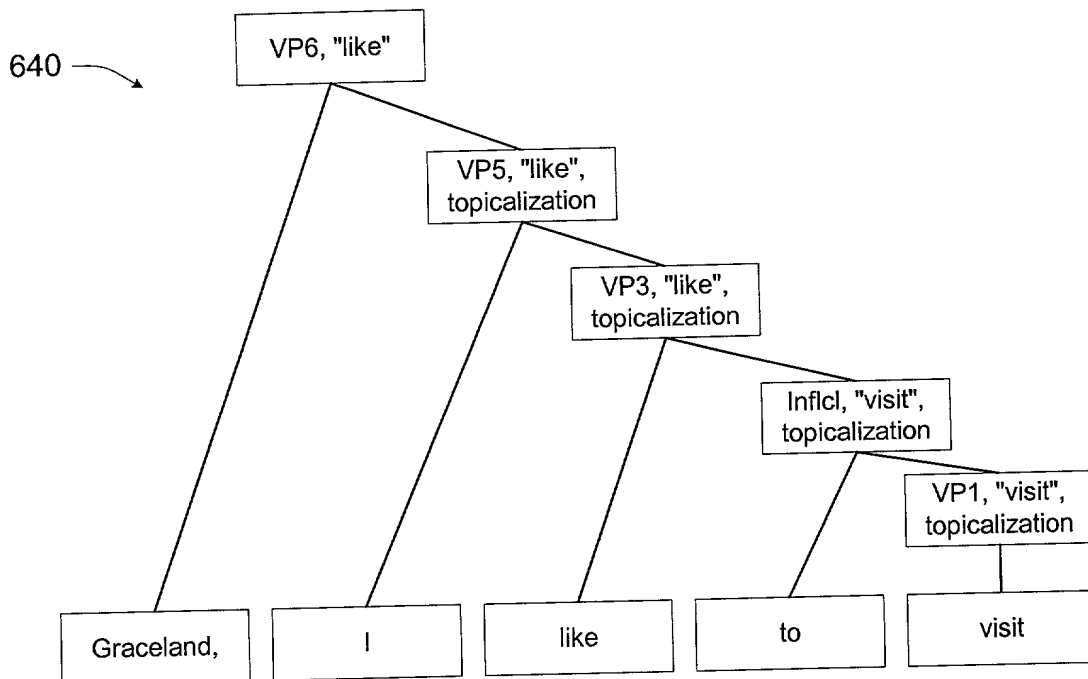 640
VP6, "like"
VP5, "like",
topicalization
VP3, "like",
topicalization
Inflcl, "visit",
topicalization
VP1, "visit",
topicalization
Graceland,
I
like
to
visit